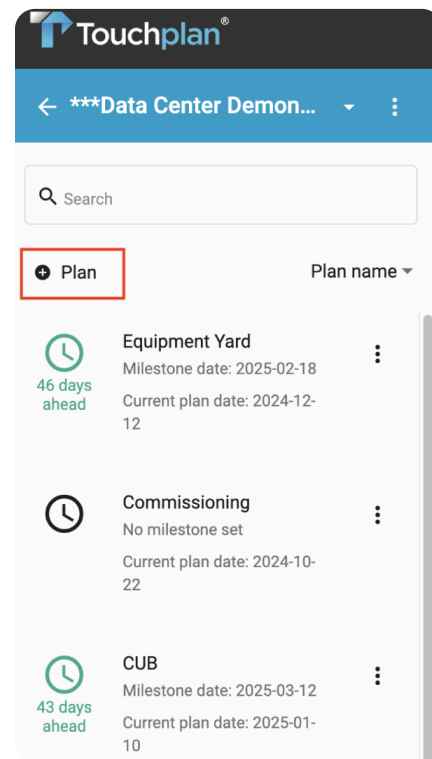 Touchplan®
***Data Center Demon...
Search
Plan
Plan name
Equipment Yard
Milestone date: 2025-02-18
46 days
ahead
Current plan date: 2024-12-
12
Commissioning
No milestone set
Current plan date: 2024-10-
22
CUB
Milestone date: 2025-03-12
43 days
ahead
Current plan date: 2025-01-
10